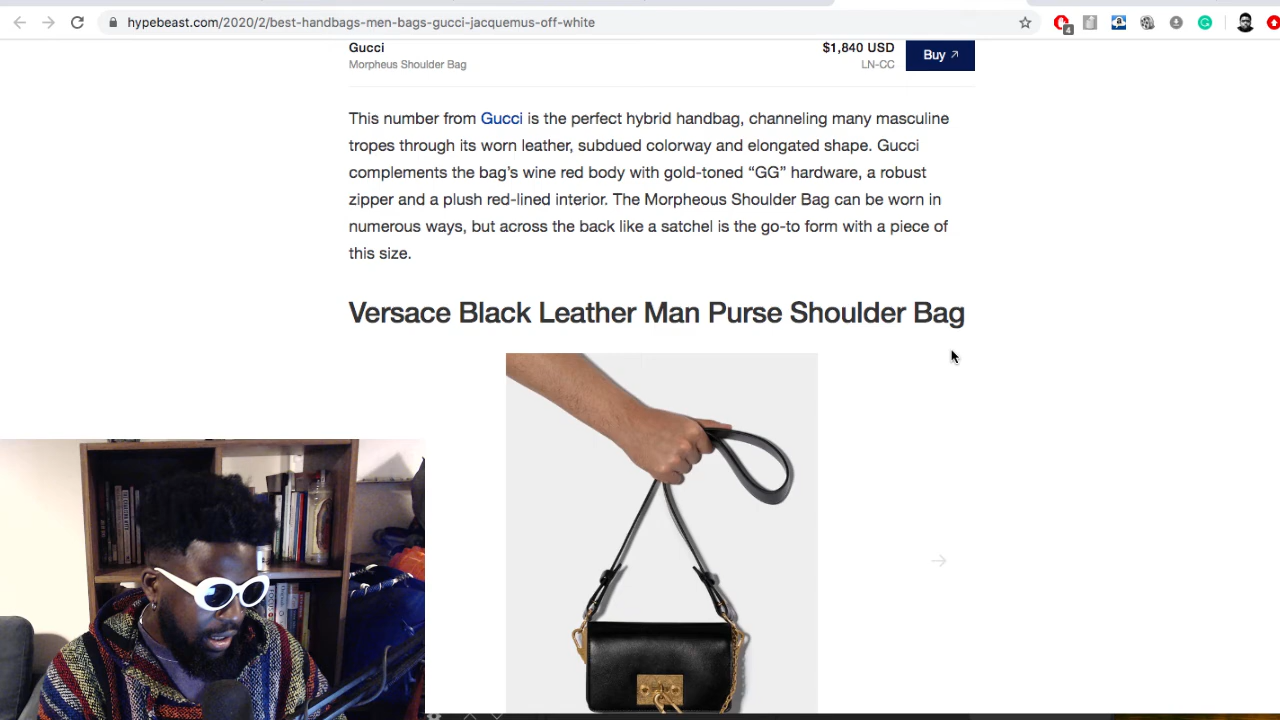 hypebeast.com/2020/2/best-handbags-men-bags-gucci-jacquemus-off-white
4
Gucci
$1,840 USD
Buy ↗
Morpheus Shoulder Bag
LN-CC
This number from Gucci is the perfect hybrid handbag, channeling many masculine
tropes through its worn leather, subdued colorway and elongated shape. Gucci
complements the bag’s wine red body with gold-toned “GG” hardware, a robust
zipper and a plush red-lined interior. The Morpheous Shoulder Bag can be worn in
numerous ways, but across the back like a satchel is the go-to form with a piece of
this size.
Versace Black Leather Man Purse Shoulder Bag